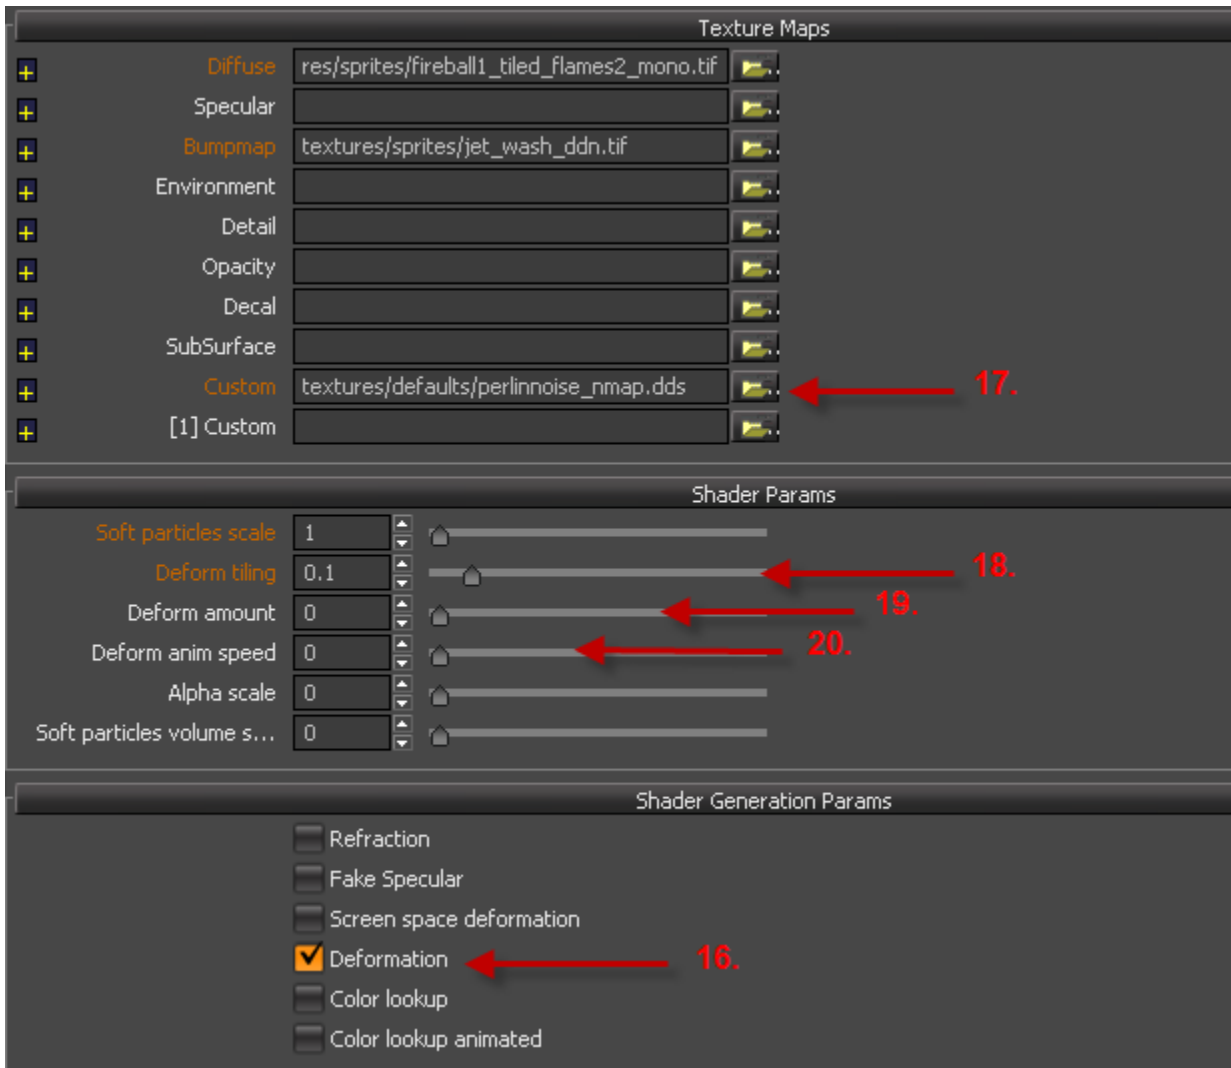 Texture Maps
Diffuse res/sprites/fireball1_tiled_flames2_mono.tif
Specular
Bumpmap textures/sprites/jet_wash_ddn.tif
Environment
Detail
Opacity
Decal
SubSurface
Custom textures/defaults/perlinnoise_nmap.dds 17.
[1] Custom
Shader Params
Soft particles scale 1
Deform tiling 0.1 18.
Deform amount 0 19.
Deform anim speed 0 20.
Alpha scale 0
Soft particles volume s... 0
Shader Generation Params
Refraction
Fake Specular
Screen space deformation
Deformation 16.
Color lookup
Color lookup animated